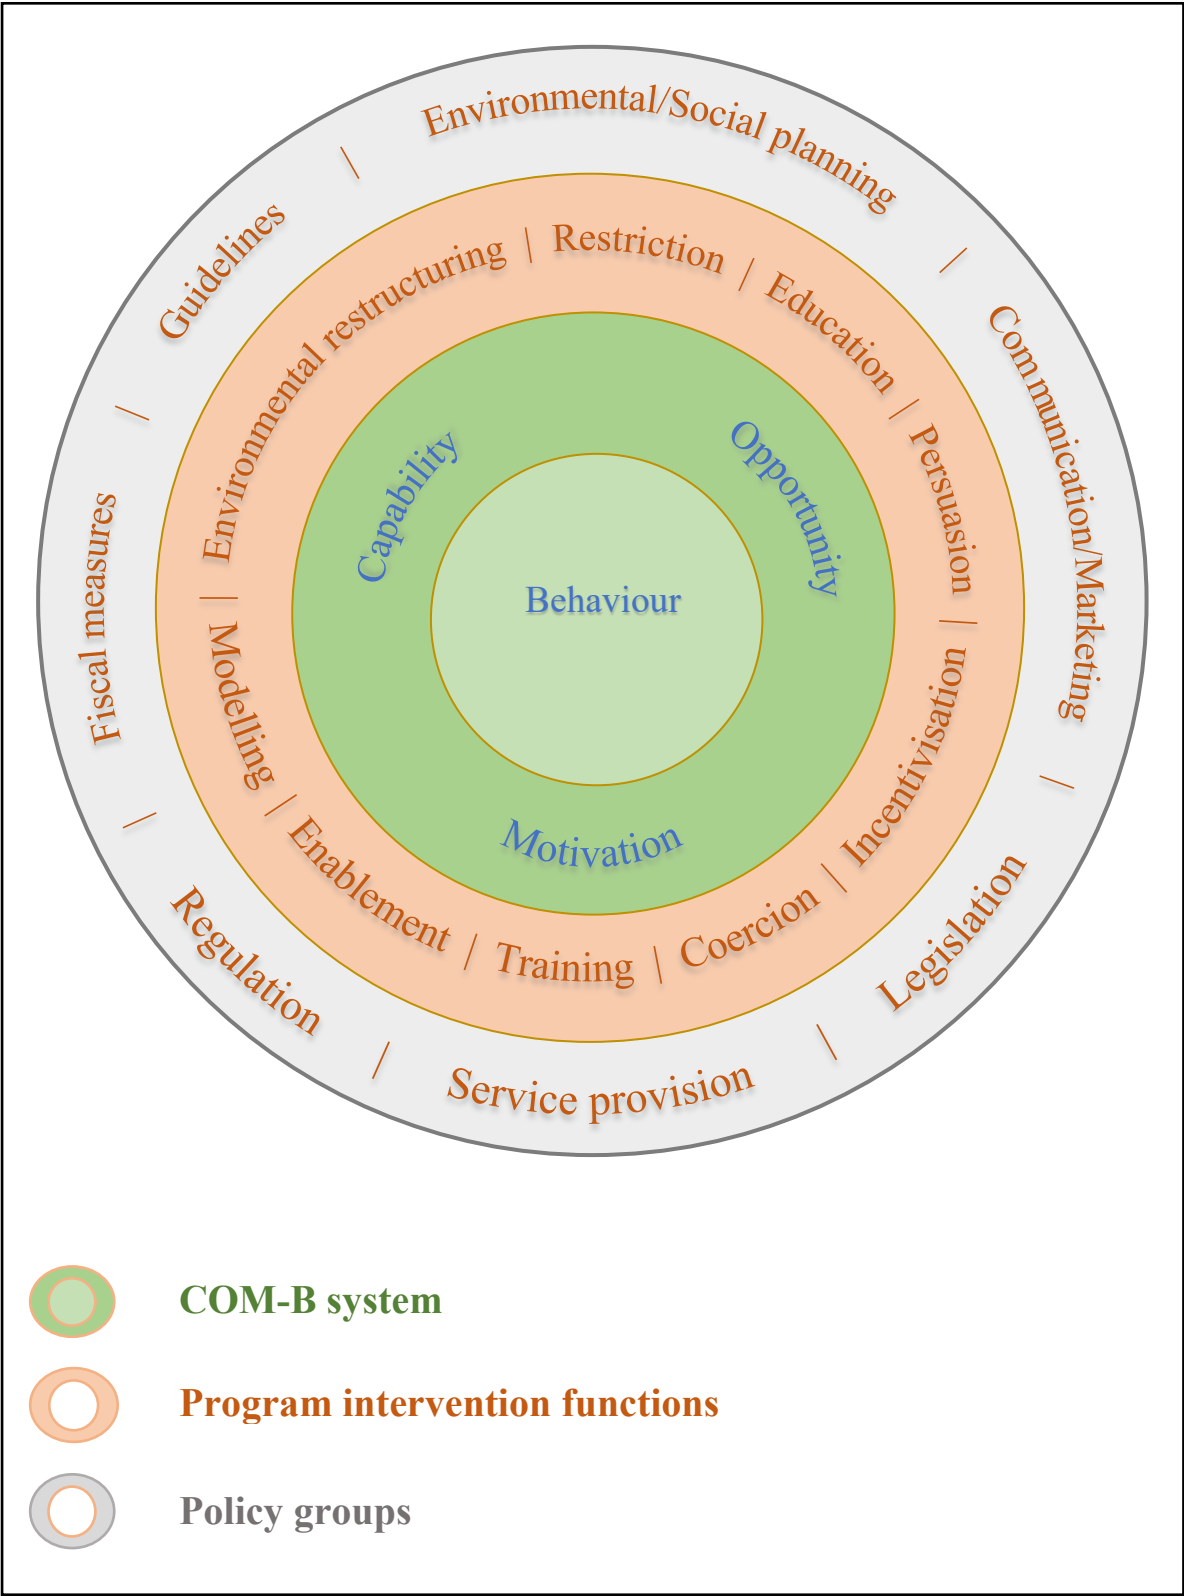 Environmental/Social planning
|
Communication/Marketing
|
Legislation
|
Service provision
|
Regulation
|
Fiscal measures
|
Guidelines
|
Environmental restructuring | Restriction | Education | Persuasion | Incentivisation | Coercion | Training | Enablement | Modelling |
Capability
Opportunity
Motivation
Behaviour
COM-B system
Program intervention functions
Policy groups